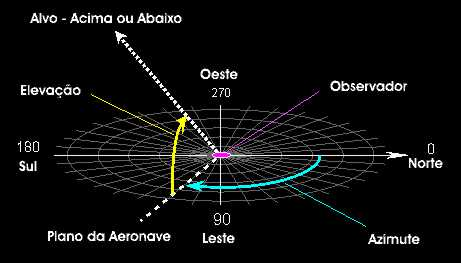 Alvo - Acima ou Abaixo
Oeste
270
Elevação
Observador
180
Sul
0
Norte
90
Leste
Plano da Aeronave
Azimute